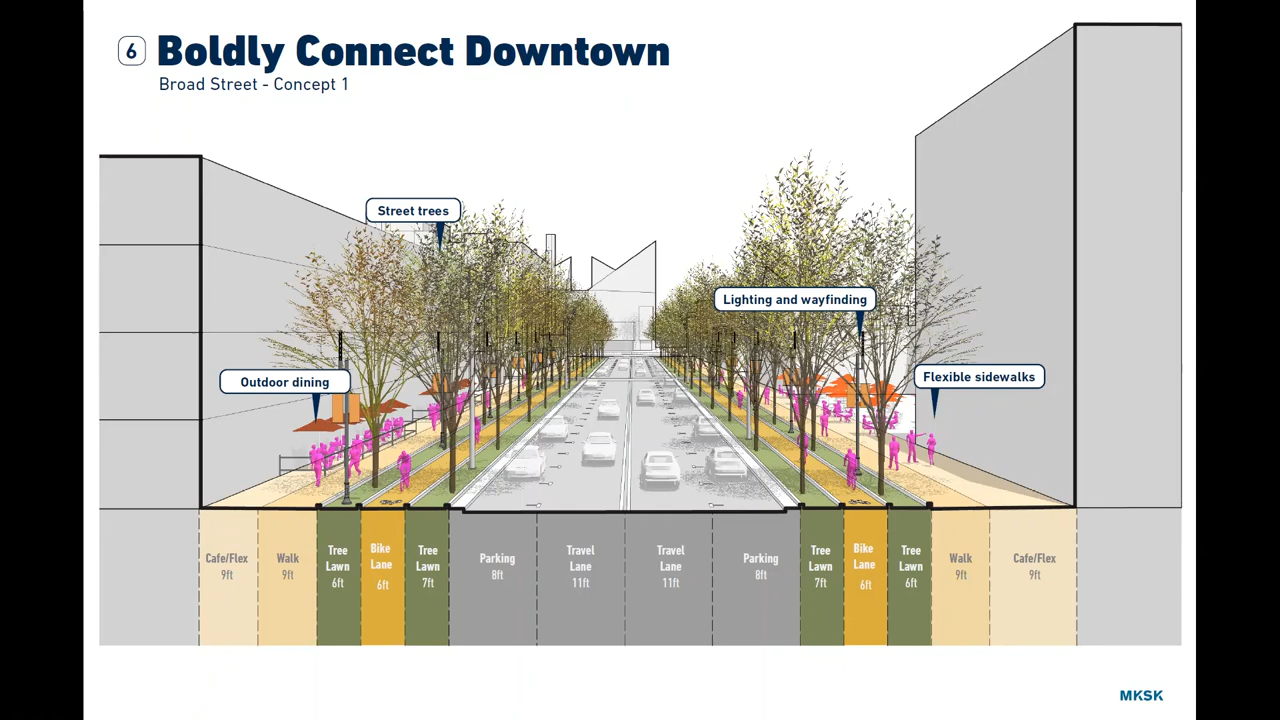 6
Boldly Connect Downtown
Broad Street - Concept 1
Street trees
Lighting and wayfinding
Outdoor dining
Flexible sidewalks
Cafe/Flex
9ft
Walk
9ft
Tree
Lawn
6ft
Bike
Lane
6ft
Tree
Lawn
7ft
Parking
8ft
Travel
Lane
11ft
Travel
Lane
11ft
Parking
8ft
Tree
Lawn
7ft
Bike
Lane
6ft
Tree
Lawn
6ft
Walk
9ft
Cafe/Flex
9ft
MKSK